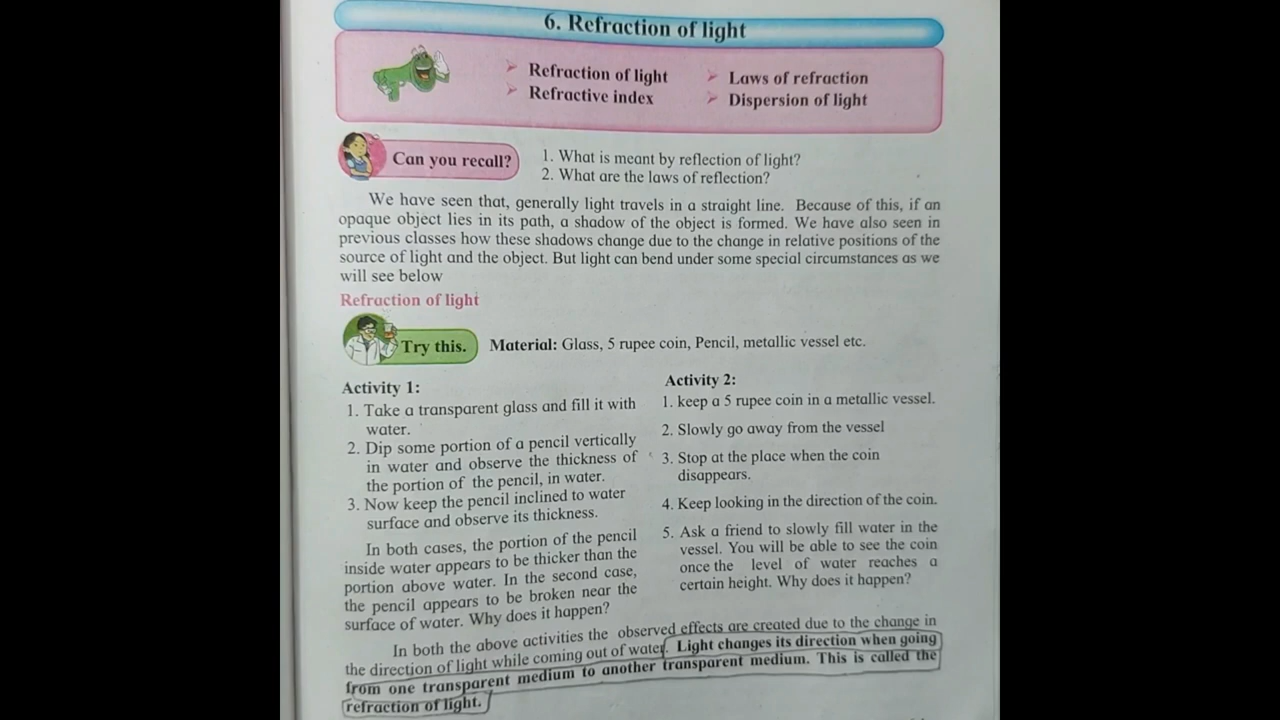 6. Refraction of light
Refraction of light
Refractive index
Laws of refraction
Dispersion of light
Can you recall?
1. What is meant by reflection of light?
2. What are the laws of reflection?
We have seen that, generally light travels in a straight line. Because of this, if an
opaque object lies in its path, a shadow of the object is formed. We have also seen in
previous classes how these shadows change due to the change in relative positions of the
source of light and the object. But light can bend under some special circumstances as we
will see below
Refraction of light
Try this.
Material: Glass, 5 rupee coin, Pencil, metallic vessel etc.
Activity 1:
1. Take a transparent glass and fill it with
water.
2. Dip some portion of a pencil vertically
in water and observe the thickness of
the portion of the pencil, in water.
3. Now keep the pencil inclined to water
surface and observe its thickness.
In both cases, the portion of the pencil
inside water appears to be thicker than the
portion above water. In the second case,
the pencil appears to be broken near the
surface of water. Why does it happen?
Activity 2:
1. keep a 5 rupee coin in a metallic vessel.
2. Slowly go away from the vessel
3. Stop at the place when the coin
disappears.
4. Keep looking in the direction of the coin.
5. Ask a friend to slowly fill water in the
vessel. You will be able to see the coin
once the level of water reaches a
certain height. Why does it happen?
In both the above activities the observed effects are created due to the change in
the direction of light while coming out of water. Light changes its direction when going
from one transparent medium to another transparent medium. This is called the
refraction of light.